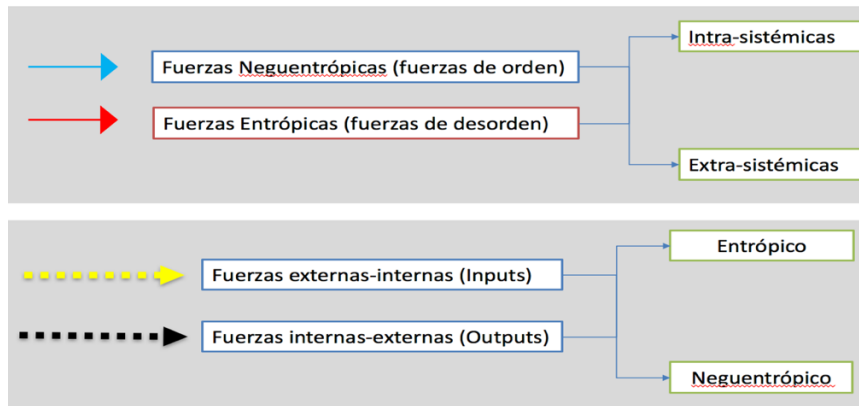 Intra-sistémicas
Fuerzas Neguentrópicas (fuerzas de orden)
Fuerzas Entrópicas (fuerzas de desorden)
Extra-sistémicas
Entrópico
Fuerzas externas-internas (Inputs)
Fuerzas internas-externas (Outputs)
Neguentrópico